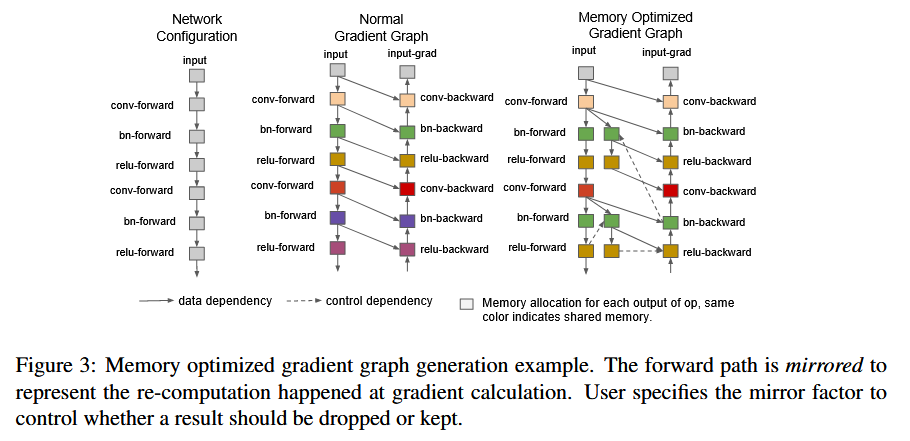 Network
Configuration
input
conv-forward
bn-forward
relu-forward
conv-forward
bn-forward
relu-forward
Normal
Gradient Graph
input
input-grad
conv-forward
conv-backward
bn-forward
bn-backward
relu-forward
relu-backward
conv-forward
conv-backward
bn-forward
bn-backward
relu-forward
relu-backward
Memory Optimized
Gradient Graph
input
input-grad
conv-forward
conv-backward
bn-forward
bn-backward
relu-forward
relu-backward
conv-forward
conv-backward
bn-forward
bn-backward
relu-forward
relu-backward
data dependency
control dependency
Memory allocation for each output of op, same
color indicates shared memory.
Figure 3: Memory optimized gradient graph generation example. The forward path is mirrored to
represent the re-computation happened at gradient calculation. User specifies the mirror factor to
control whether a result should be dropped or kept.